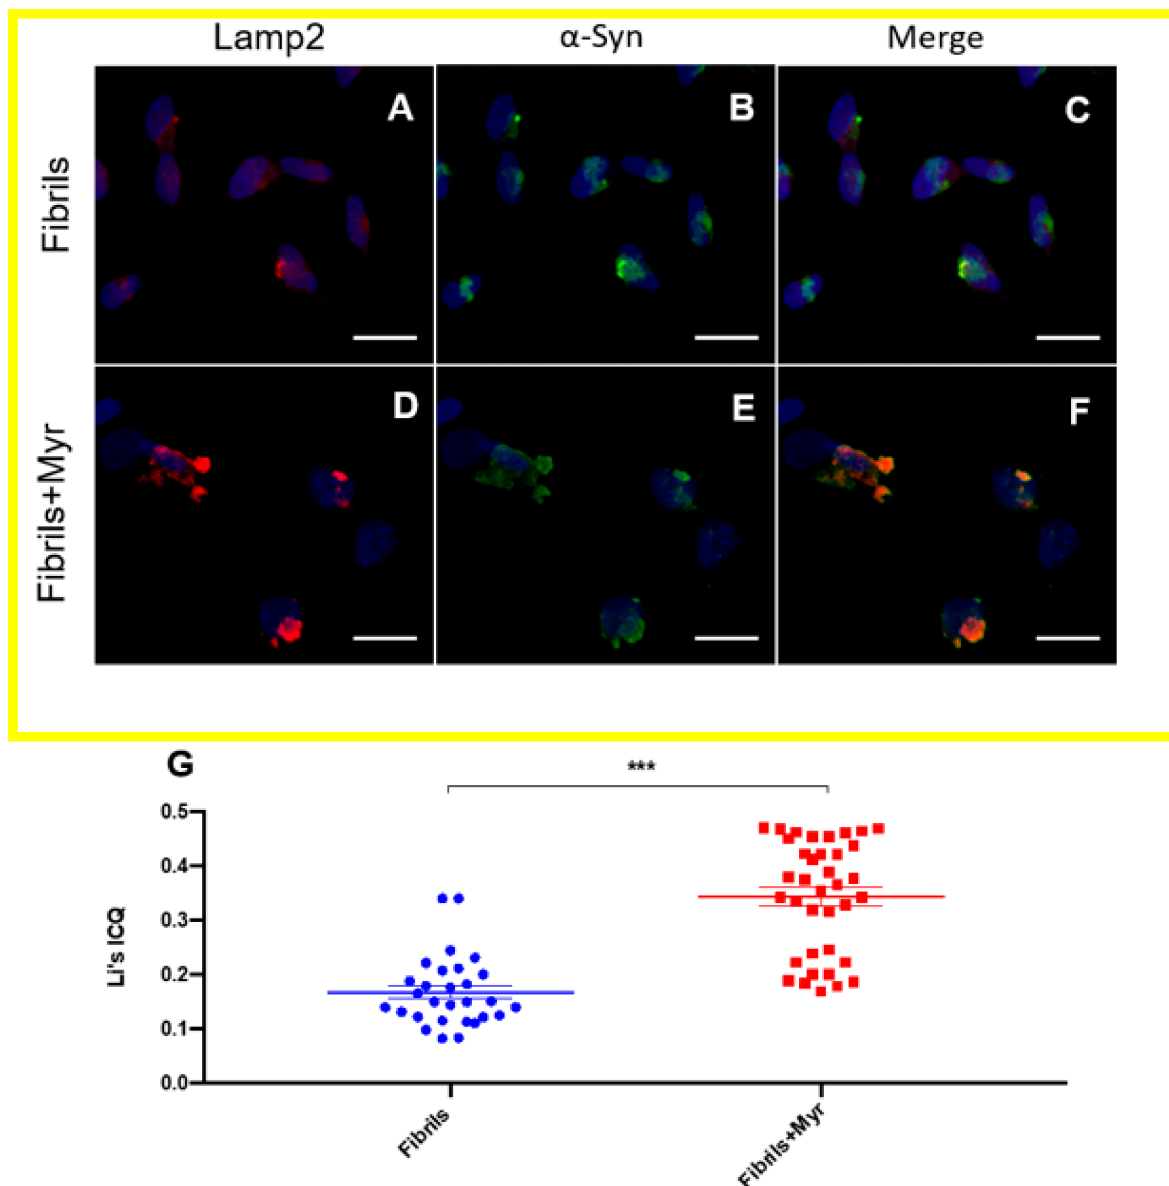 Lamp2 α-Syn Merge
Fibrils
A B C
Fibrils+Myr
D E F
G
***
Li's ICQ
0.5
0.4
0.3
0.2
0.1
0.0
Fibrils
Fibrils+Myr